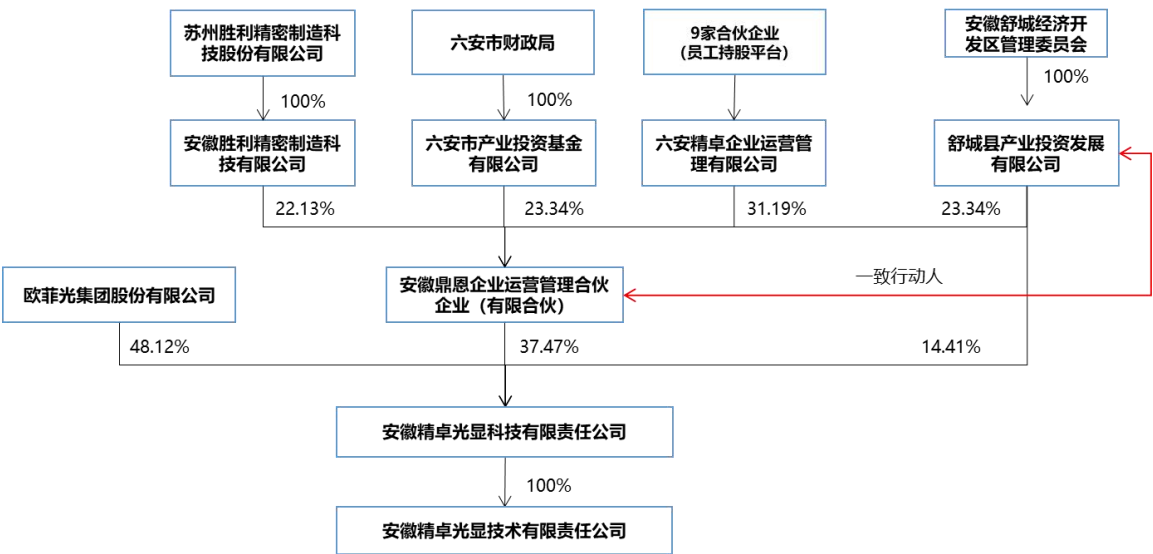 苏州胜利精密制造科
技股份有限公司
六安市财政局
9家合伙企业
（员工持股平台）
安徽舒城经济开
发区管理委员会
100%
100%
100%
安徽胜利精密制造科
技有限公司
六安市产业投资基金
有限公司
六安精卓企业运营管
理有限公司
舒城县产业投资发展
有限公司
22.13%
23.34%
31.19%
23.34%
欧菲光集团股份有限公司
安徽鼎恩企业运营管理合伙
企业（有限合伙）
一致行动人
48.12%
37.47%
14.41%
安徽精卓光显科技有限责任公司
100%
安徽精卓光显技术有限责任公司